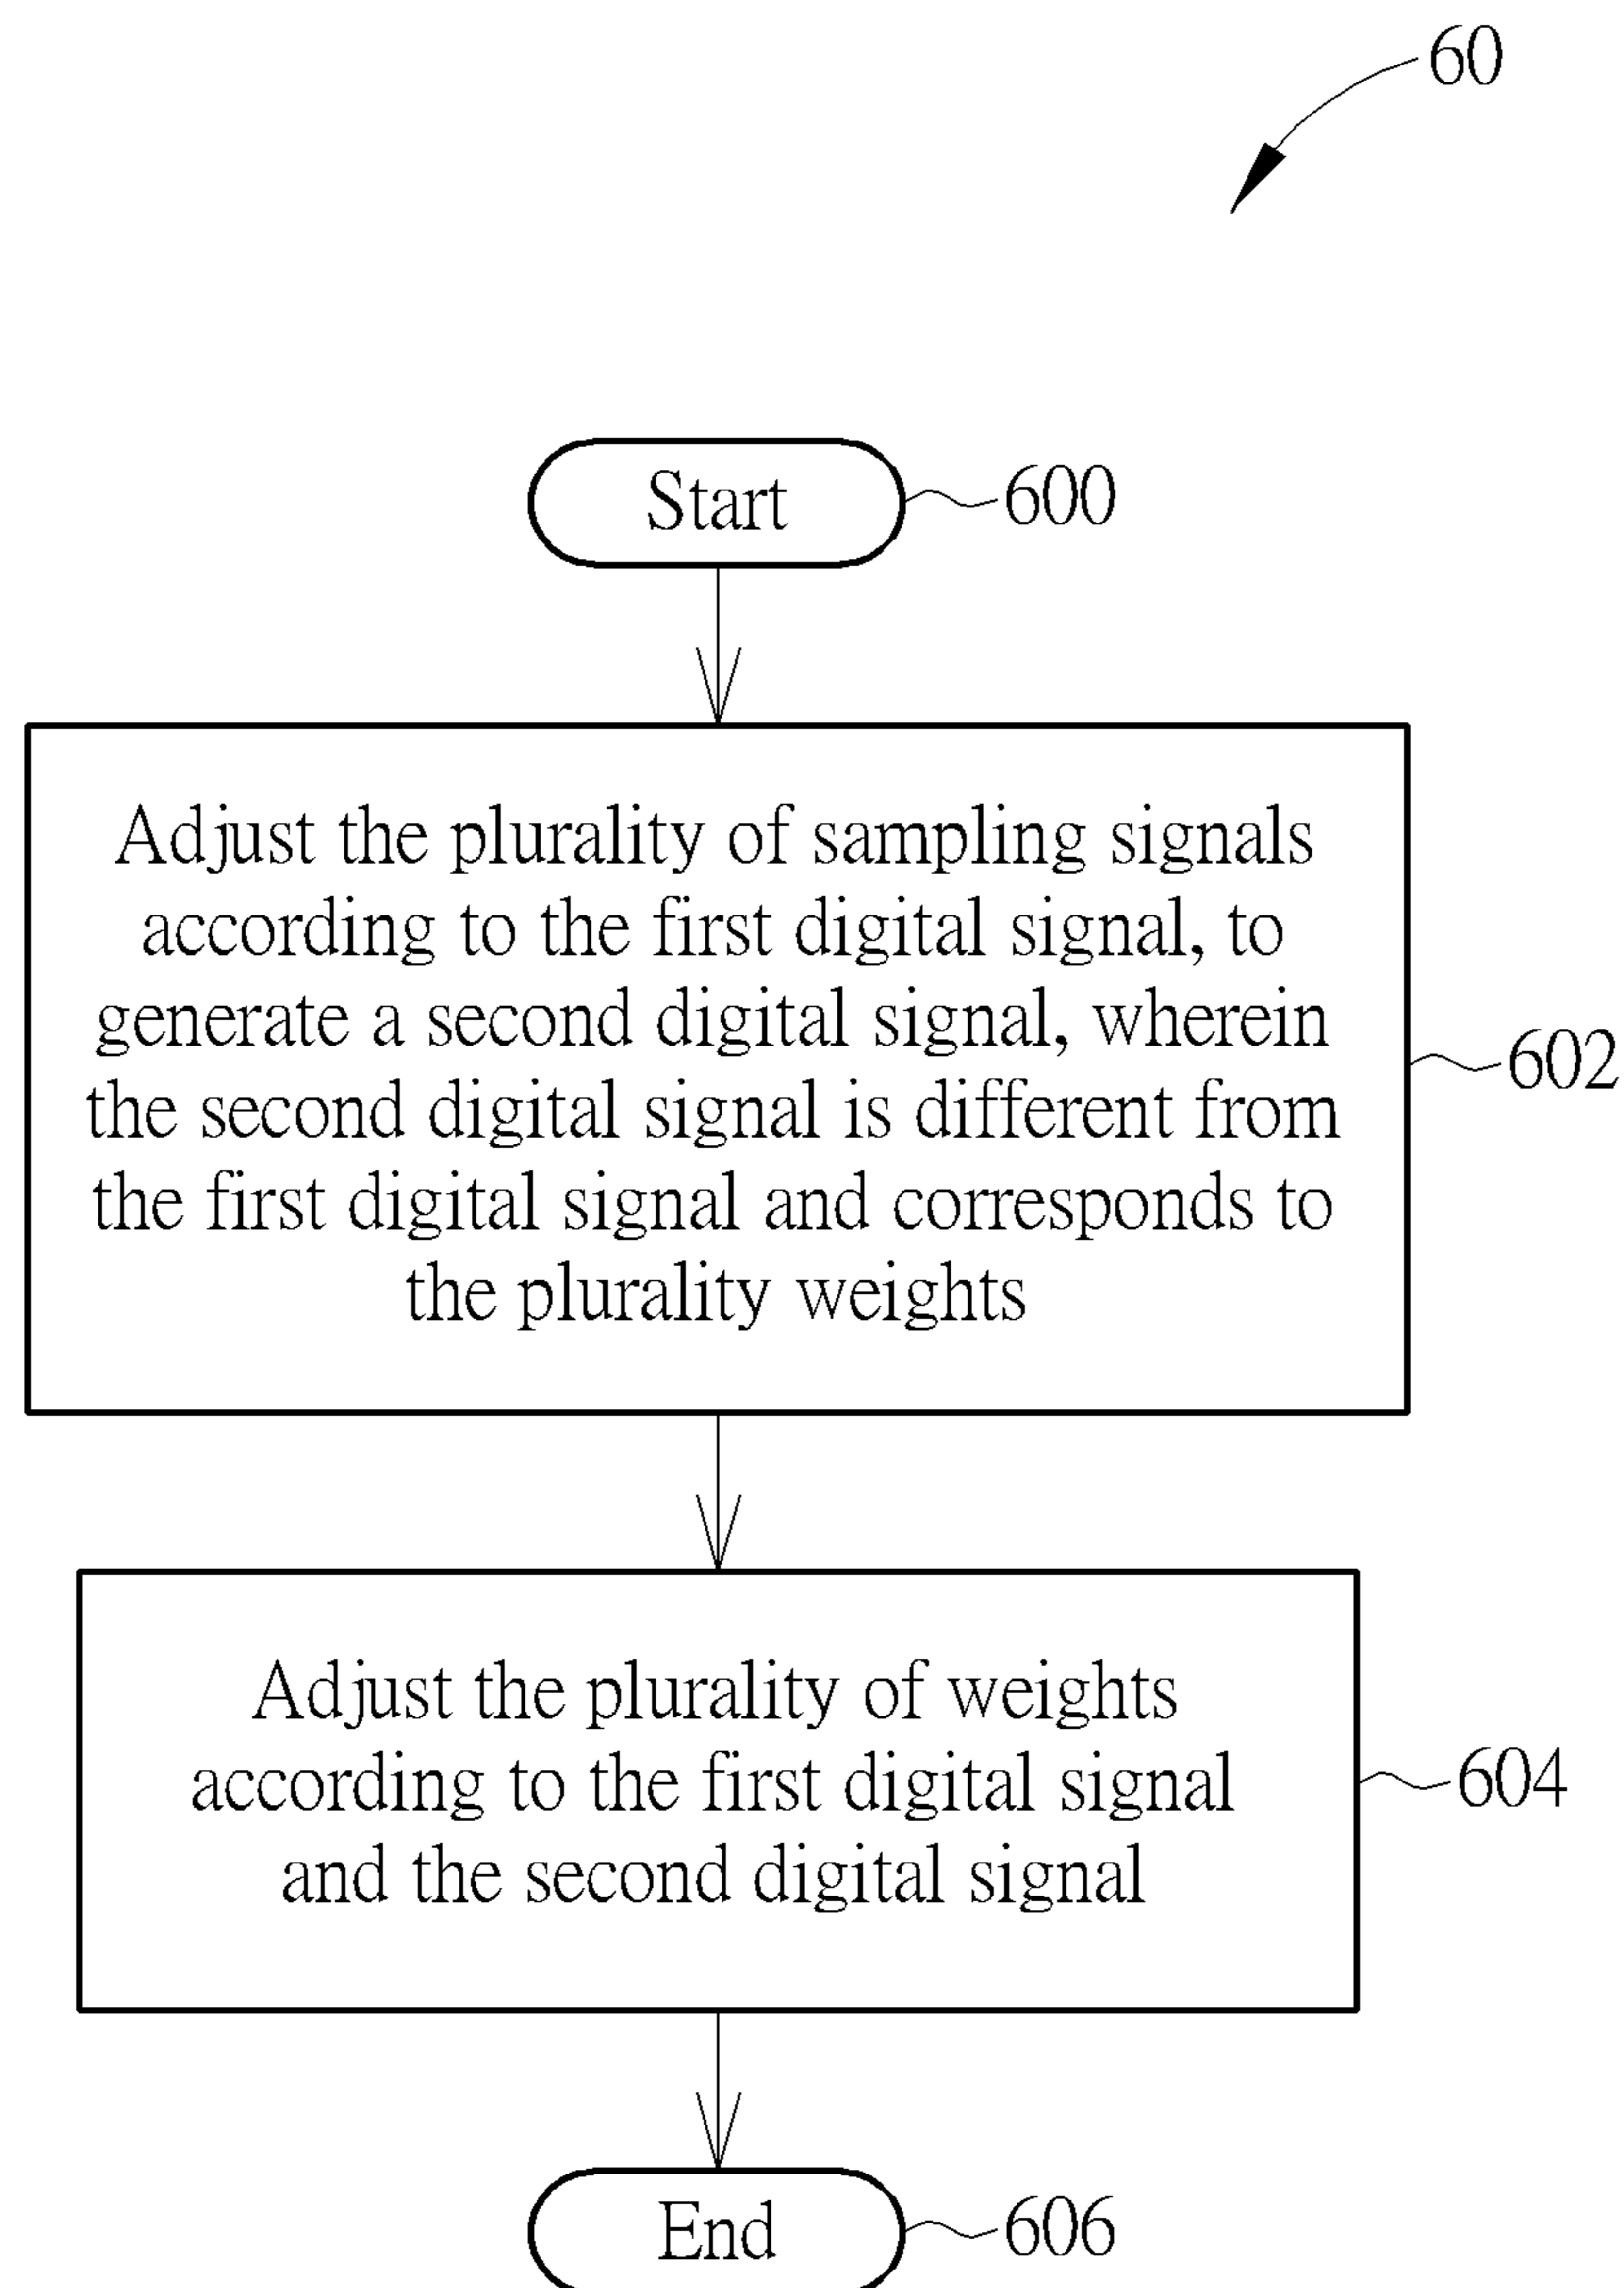 60
Start
600
Adjust the plurality of sampling signals
according to the first digital signal, to
generate a second digital signal, wherein
the second digital signal is different from
the first digital signal and corresponds to
the plurality weights
602
Adjust the plurality of weights
according to the first digital signal
and the second digital signal
604
End
606